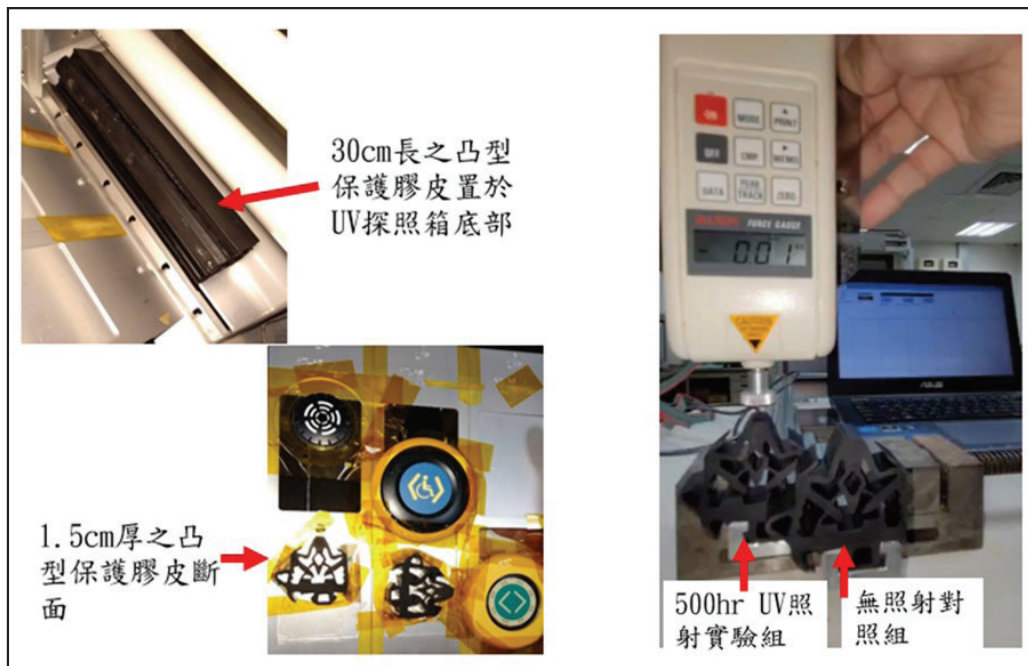 30cm長之凸型
保護膠皮置於
UV探照箱底部
1.5cm厚之凸
型保護膠皮斷
面
ON
MODE
PRINT
OFF
CMP
MEMO
DATA
PEAK
TRACK
ZERO
FORCE GAUGE
0.01
CAUTION
ASUS
500hr UV照
射實驗組
無照射對
照組